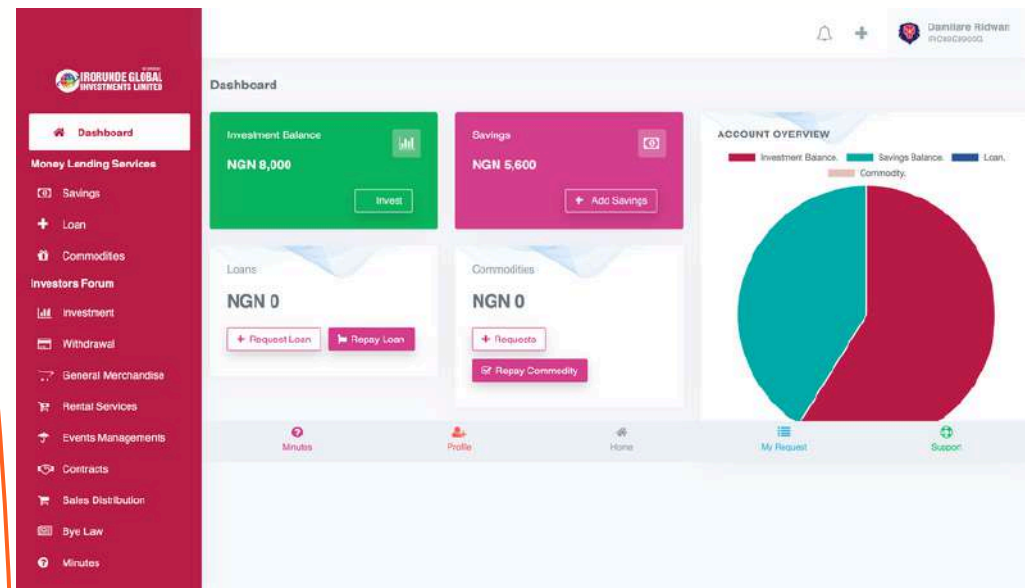 Damilare Ridwan
IRORUNDE GLOBAL
INVESTMENTS LIMITED
Dashboard
Dashboard
Money Lending Services
Savings
Loan
Commodites
Investors Forum
Investment
Withdrawal
General Merchandise
Rental Services
Events Managements
Contracts
Sales Distribution
Bye Law
Minutes
Investment Balance
NGN 8,000
Invest
Savings
NGN 5,600
Add Savings
Loans
NGN 0
Request Loan
Repay Loan
Commodities
NGN 0
Requests
Repay Commodity
ACCOUNT OVERVIEW
Investment Balance. Savings Balance. Loan.
Commodity.
Minutes
Profile
Home
My Request
Support